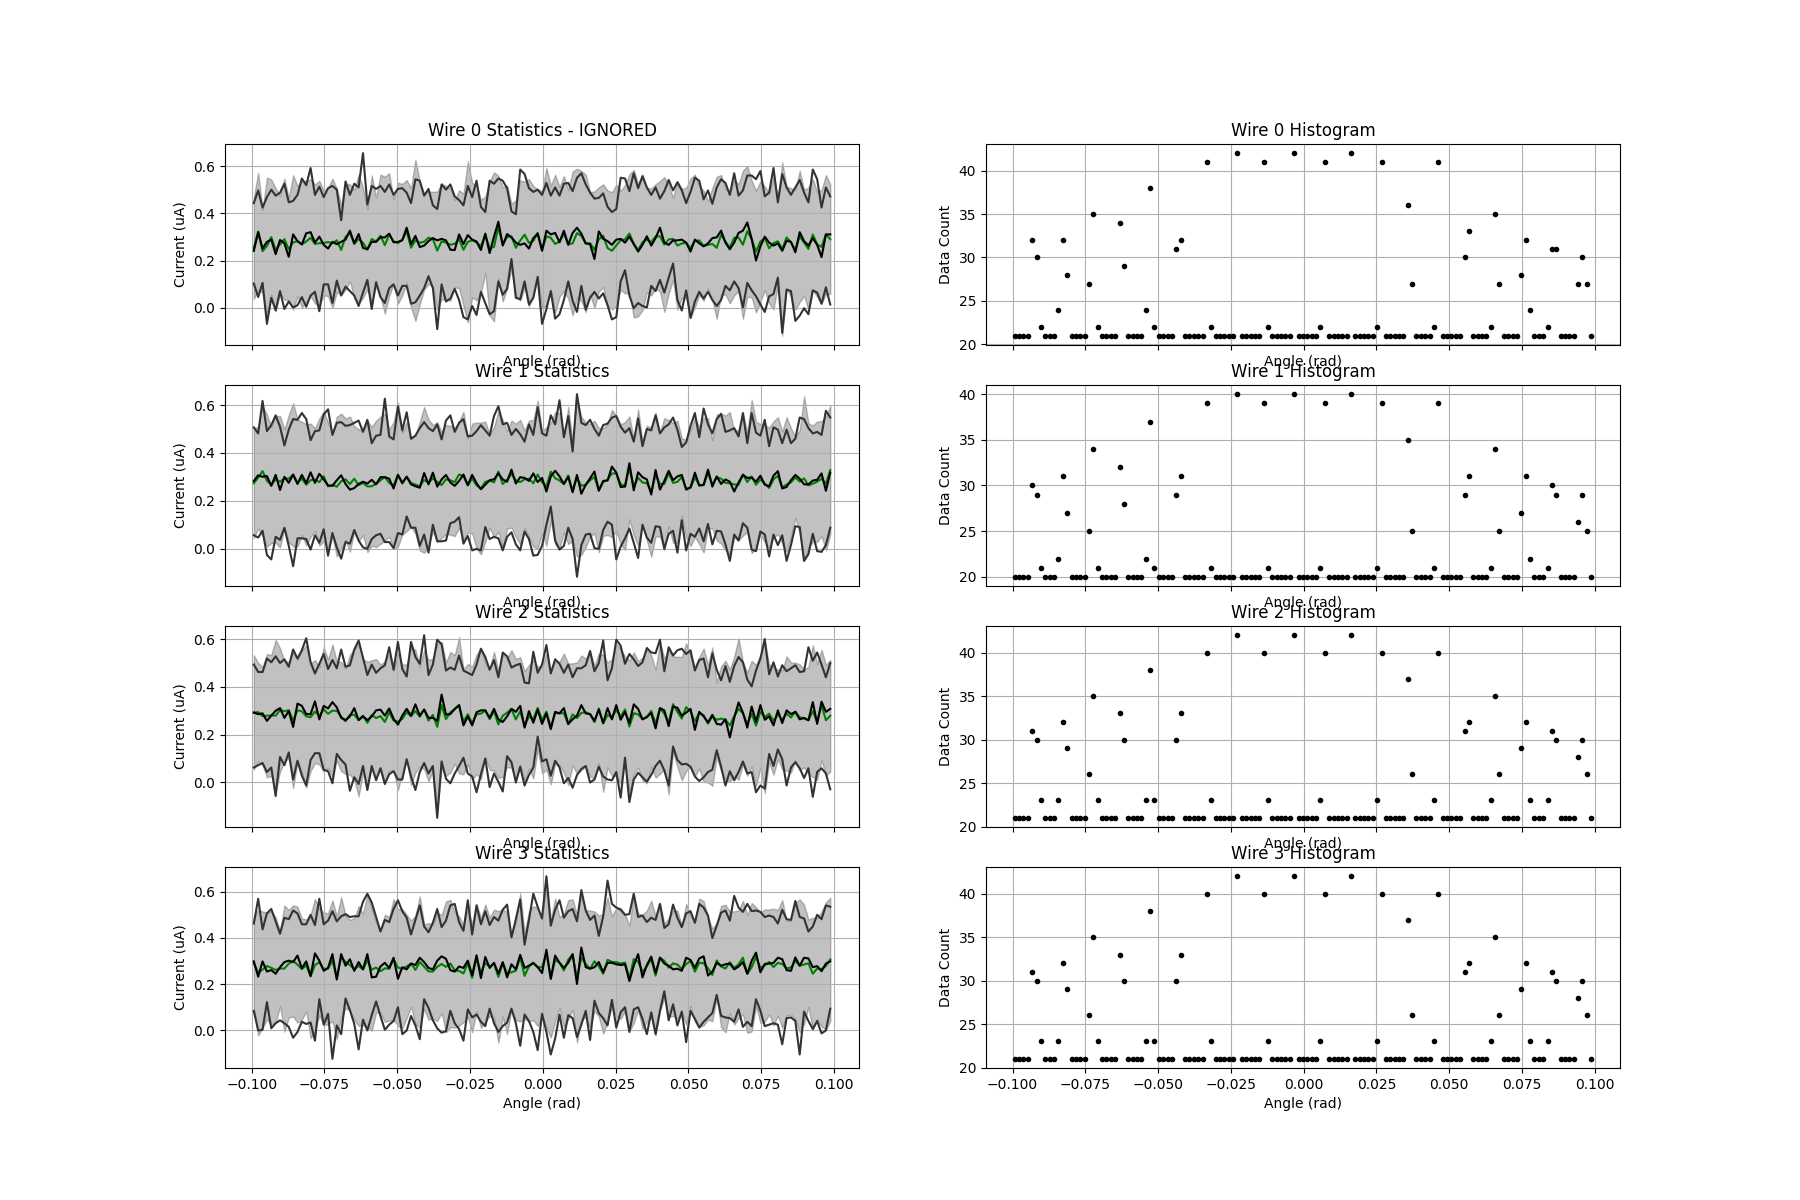 Wire 0 Statistics - IGNORED
Wire 0 Histogram
Current (uA)
0.6
0.4
0.2
0.0
Angle (rad)
Data Count
40
35
30
25
20
Angle (rad)
Wire 1 Statistics
Wire 1 Histogram
Current (uA)
0.6
0.4
0.2
0.0
Angle (rad)
Data Count
40
35
30
25
20
Angle (rad)
Wire 2 Statistics
Wire 2 Histogram
Current (uA)
0.6
0.4
0.2
0.0
Angle (rad)
Data Count
40
35
30
25
20
Angle (rad)
Wire 3 Statistics
Wire 3 Histogram
Current (uA)
0.6
0.4
0.2
0.0
−0.100 −0.075 −0.050 −0.025 0.000 0.025 0.050 0.075 0.100
Angle (rad)
Data Count
40
35
30
25
20
−0.100 −0.075 −0.050 −0.025 0.000 0.025 0.050 0.075 0.100
Angle (rad)